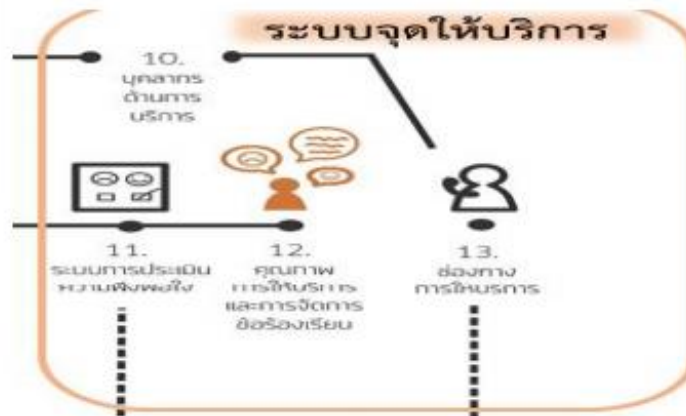 ระบบจุดให้บริการ
10.
บุคลากร
ด้านการ
บริการ
11.
ระบบการประเมิน
ความพึงพอใจ
12.
คุณภาพ
การให้บริการ
และการจัดการ
ข้อร้องเรียน
13.
ช่องทาง
การให้บริการ